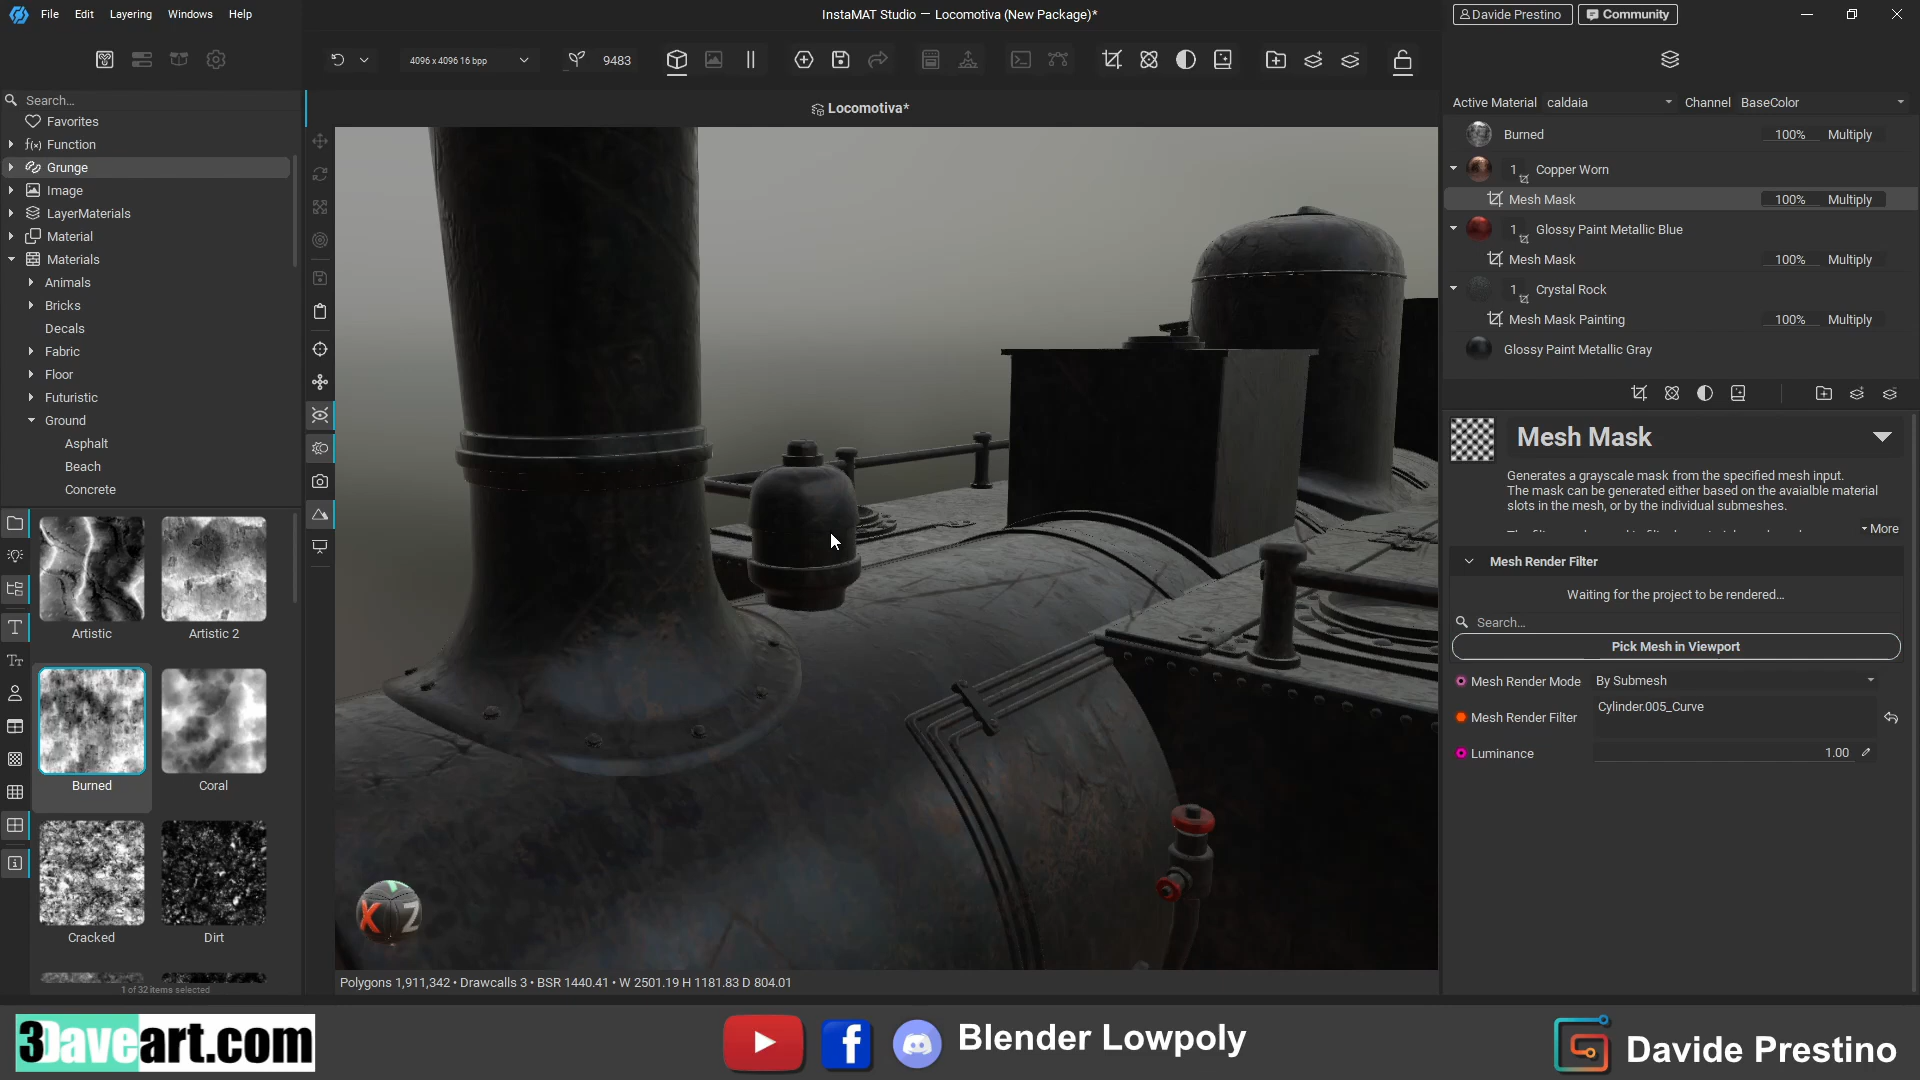 File Edit Layering Windows Help
InstaMAT Studio — Locomotiva (New Package)*
Davide Prestino Community
4096 x 4096 16 bpp
9483
Search...
Favorites
f(x) Function
Grunge
Image
LayerMaterials
Material
Materials
Animals
Bricks
Decals
Fabric
Floor
Futuristic
Ground
Asphalt
Beach
Concrete
Artistic
Artistic 2
Burned
Coral
Cracked
Dirt
1 of 32 items selected
Locomotiva*
X Z
Polygons 1,911,342 • Drawcalls 3 • BSR 1440.41 • W 2501.19 H 1181.83 D 804.01
Active Material caldaia Channel BaseColor
Burned 100% Multiply
1 Copper Worn
Mesh Mask 100% Multiply
1 Glossy Paint Metallic Blue
Mesh Mask 100% Multiply
1 Crystal Rock
Mesh Mask Painting 100% Multiply
Glossy Paint Metallic Gray
Mesh Mask
Generates a grayscale mask from the specified mesh input.
The mask can be generated either based on the avaialble material
slots in the mesh, or by the individual submeshes.
More
Mesh Render Filter
Waiting for the project to be rendered...
Search...
Pick Mesh in Viewport
Mesh Render Mode By Submesh
Mesh Render Filter Cylinder.005_Curve
Luminance 1.00
3Daveart.com
Blender Lowpoly
Davide Prestino